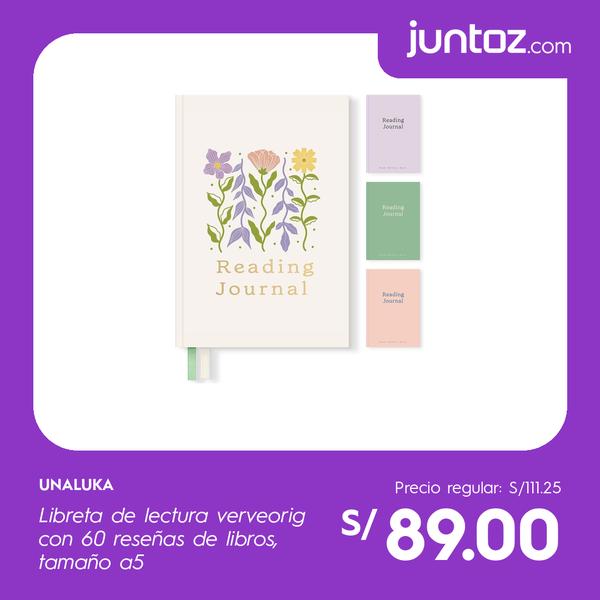 juntoz.com
Reading
Journal
Reading
Journal
Reading
Journal
Reading
Journal
UNALUKA
Libreta de lectura verveorig
con 60 reseñas de libros,
tamaño a5
Precio regular: S/111.25
S/89.00